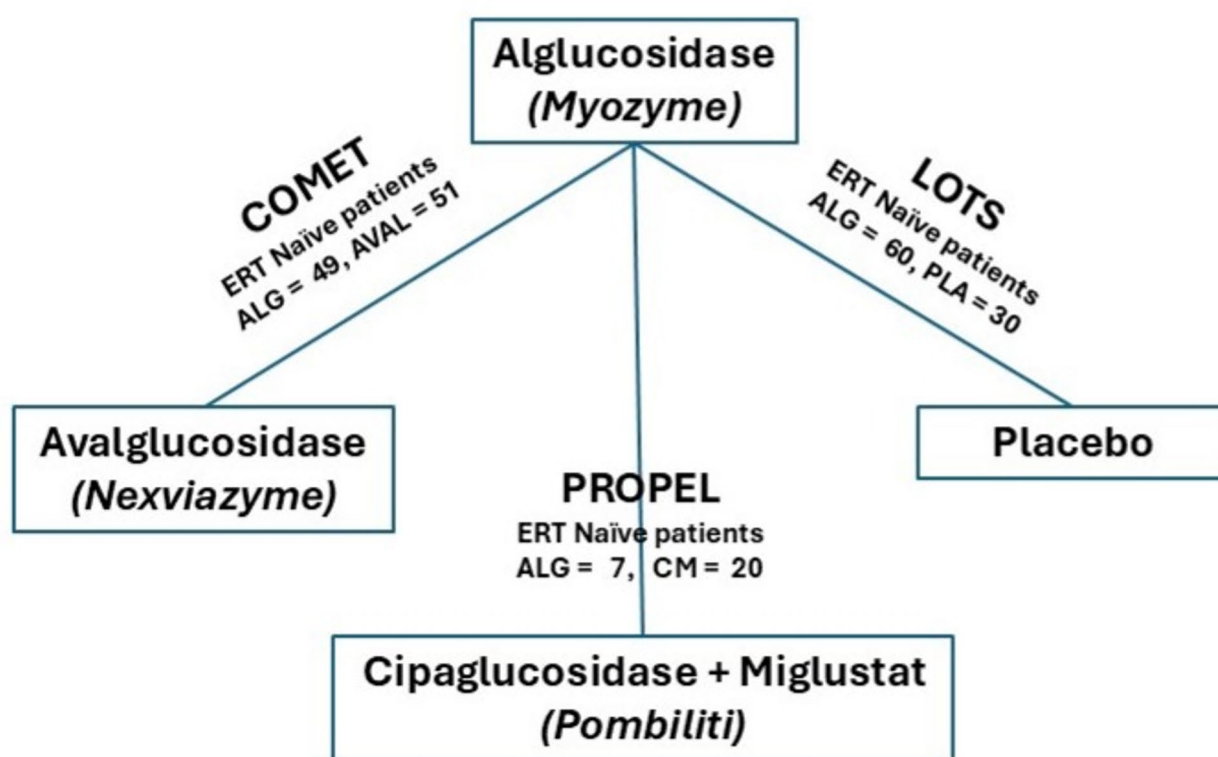 Alglucosidase
(Myozyme)
COMET
ERT Naïve patients
ALG = 49, AVAL = 51
LOTS
ERT Naïve patients
ALG = 60, PLA = 30
Avalglucosidase
(Nexviazyme)
Placebo
PROPEL
ERT Naïve patients
ALG = 7, CM = 20
Cipaglucosidase + Miglustat
(Pombiliti)